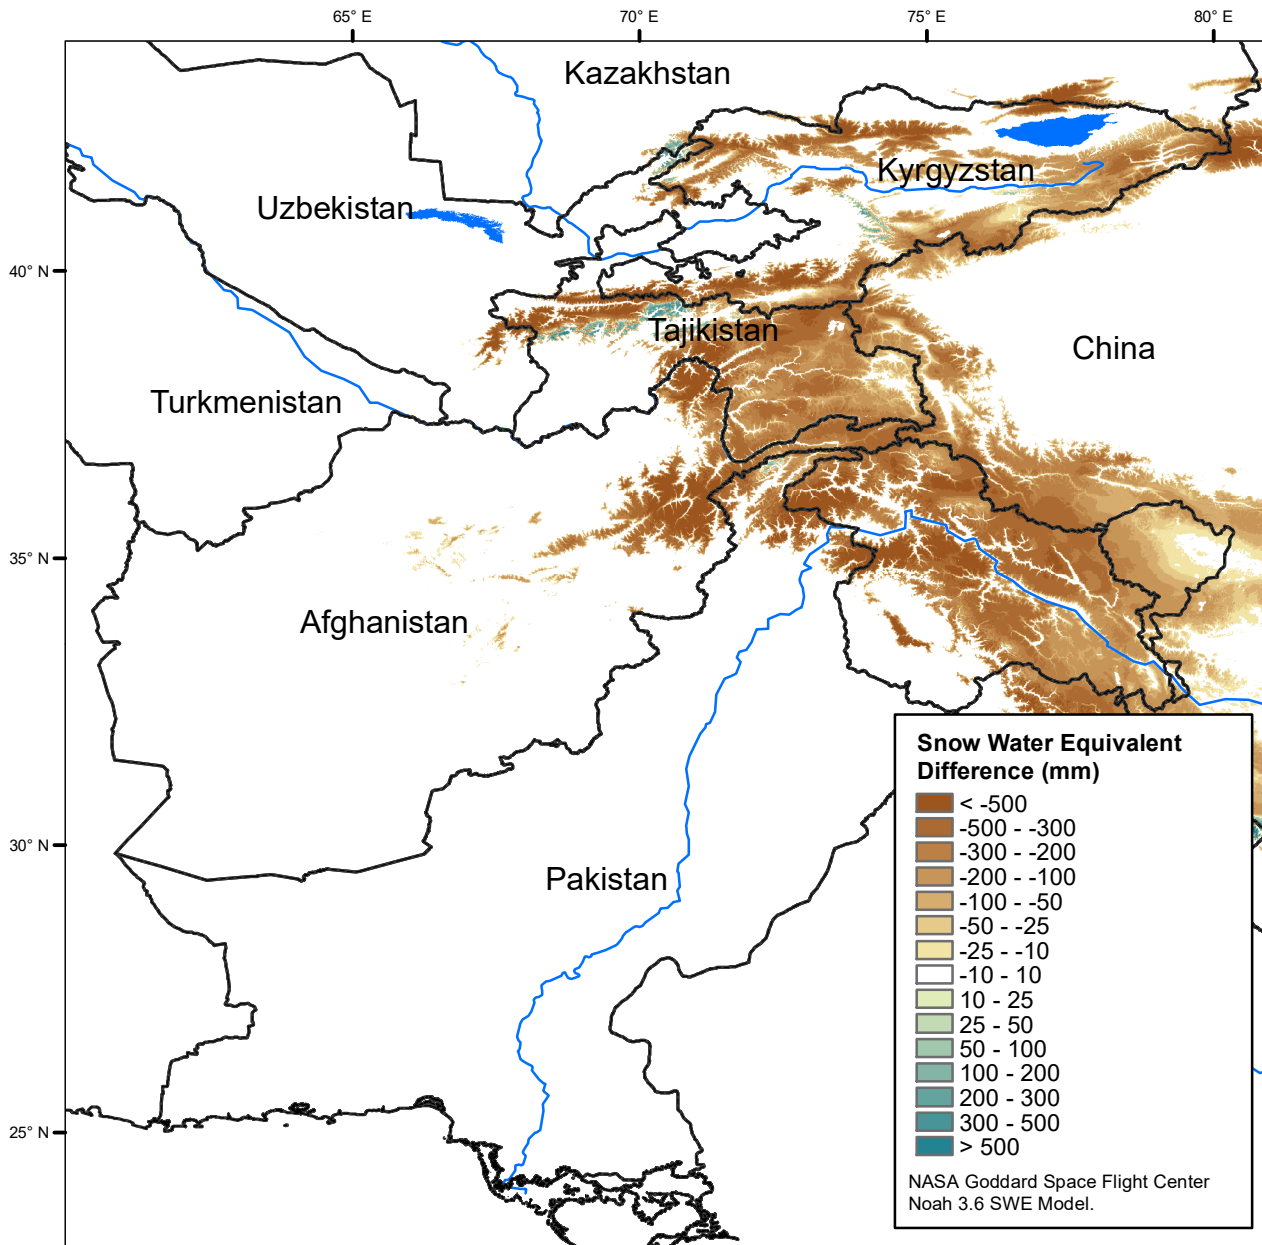 65° E
70° E
75° E
80° E
Kazakhstan
Kyrgyzstan
Uzbekistan
40° N
Tajikistan
China
Turkmenistan
35° N
Afghanistan
Snow Water Equivalent
Difference (mm)
< -500
-500 - -300
-300 - -200
-200 - -100
-100 - -50
-50 - -25
-25 - -10
-10 - 10
10 - 25
25 - 50
50 - 100
100 - 200
200 - 300
300 - 500
> 500
30° N
Pakistan
25° N
NASA Goddard Space Flight Center
Noah 3.6 SWE Model.